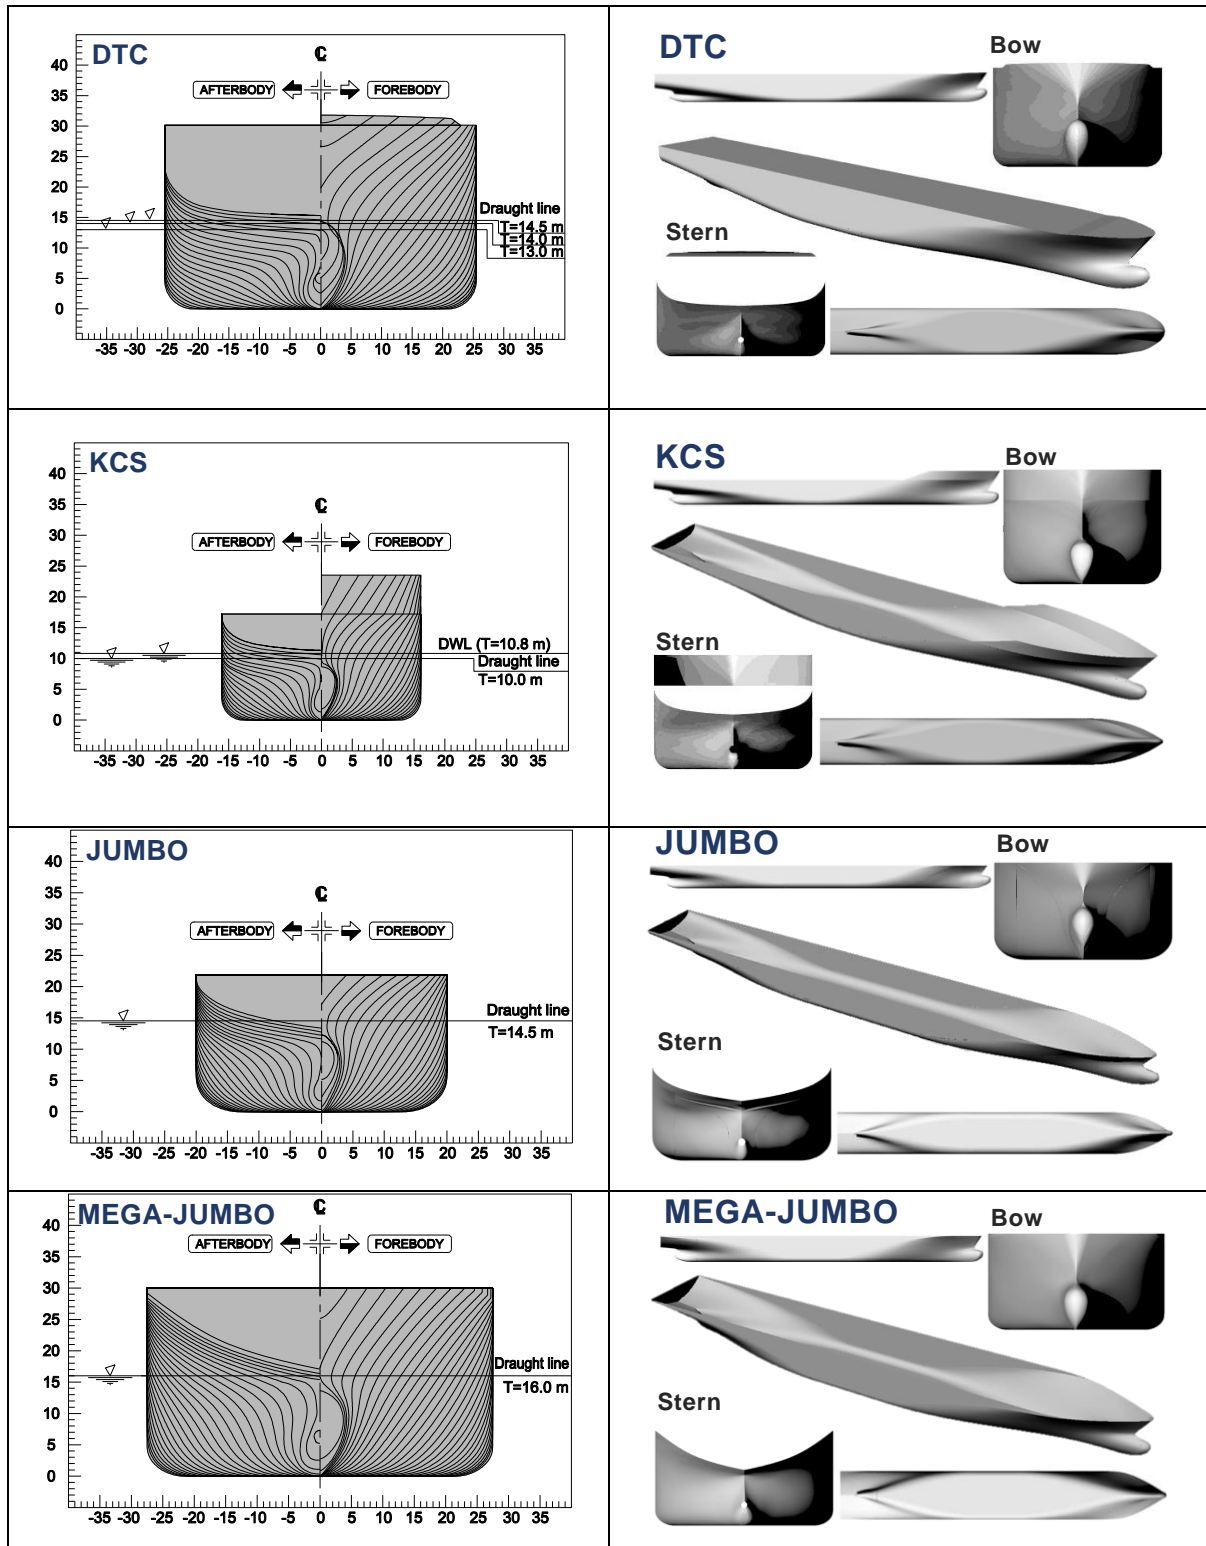 DTC
℄
AFTERBODY
FOREBODY
40
35
30
25
20
15
10
5
0
Draught line
T=14.5 m
T=14.0 m
T=13.0 m
-35 -30 -25 -20 -15 -10 -5 0 5 10 15 20 25 30 35
DTC
Bow
Stern
KCS
℄
AFTERBODY
FOREBODY
40
35
30
25
20
15
10
5
0
DWL (T=10.8 m)
Draught line
T=10.0 m
-35 -30 -25 -20 -15 -10 -5 0 5 10 15 20 25 30 35
KCS
Bow
Stern
JUMBO
℄
AFTERBODY
FOREBODY
40
35
30
25
20
15
10
5
0
Draught line
T=14.5 m
-35 -30 -25 -20 -15 -10 -5 0 5 10 15 20 25 30 35
JUMBO
Bow
Stern
MEGA-JUMBO
℄
AFTERBODY
FOREBODY
40
35
30
25
20
15
10
5
0
Draught line
T=16.0 m
-35 -30 -25 -20 -15 -10 -5 0 5 10 15 20 25 30 35
MEGA-JUMBO
Bow
Stern